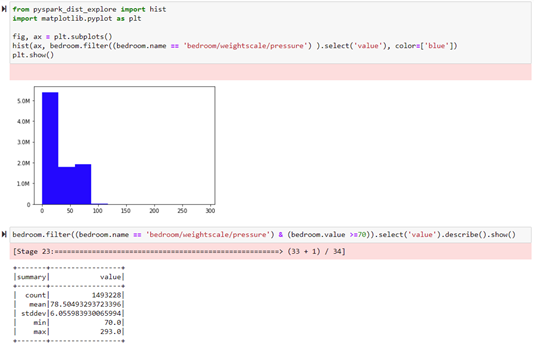 from pyspark_dist_explore import hist
import matplotlib.pyplot as plt
fig, ax = plt.subplots()
hist(ax, bedroom.filter((bedroom.name == 'bedroom/weightscale/pressure') ).select('value'), color=['blue'])
plt.show()
5.0M
4.0M
3.0M
2.0M
1.0M
0
0 50 100 150 200 250 300
bedroom.filter((bedroom.name == 'bedroom/weightscale/pressure') & (bedroom.value >=70)).select('value').describe().show()
[Stage 23:====================================================> (33 + 1) / 34]
+-------+-----------------+
|summary| value|
+-------+-----------------+
| count| 1493228|
| mean|78.50493293723396|
| stddev|6.055983930065994|
| min| 70.0|
| max| 293.0|
+-------+-----------------+